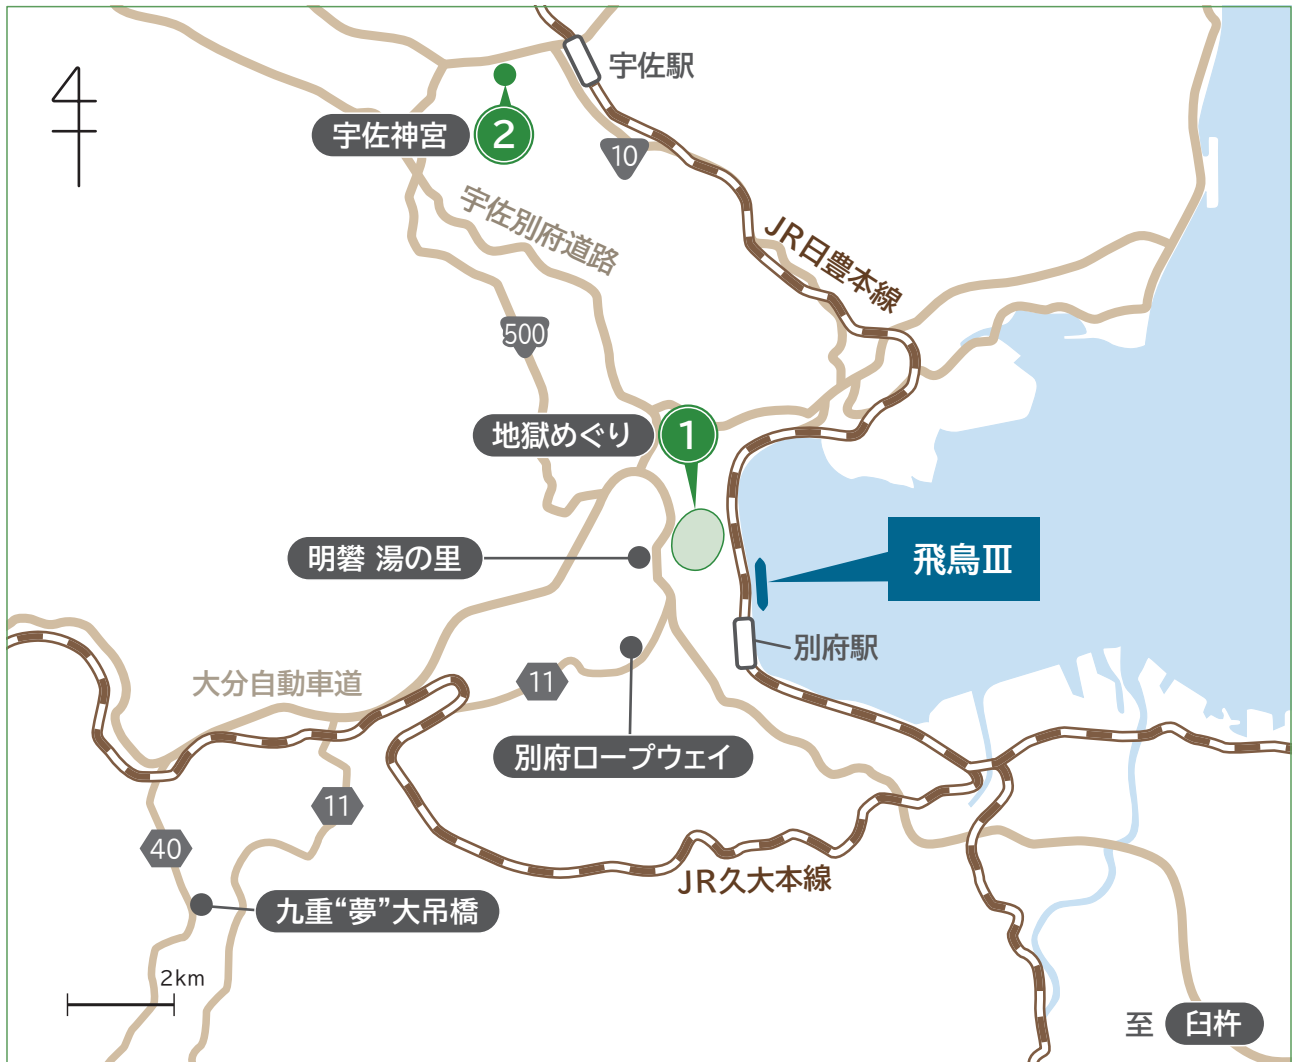 宇佐駅
宇佐神宮
2
10
宇佐別府道路
JR日豊本線
500
地獄めぐり
1
明礬 湯の里
飛鳥Ⅲ
別府駅
大分自動車道
11
別府ロープウェイ
11
40
JR久大本線
九重“夢”大吊橋
2km
至 臼杵